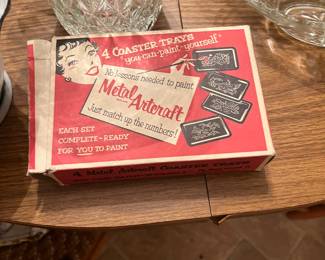 4 COASTER TRAYS
"you-can-paint-yourself"
No lessons needed to paint
Metal Artcraft
Just match up the numbers!
EACH SET
COMPLETE-READY
FOR YOU TO PAINT
4 Metal Artcraft COASTER TRAYS